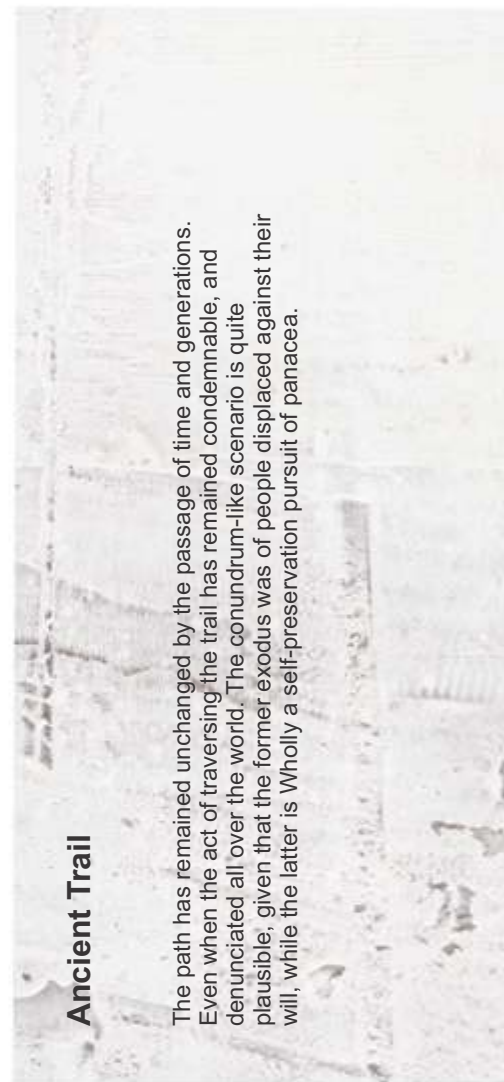 Ancient Trail
The path has remained unchanged by the passage of time and generations.
Even when the act of traversing the trail has remained condemnable, and
denunciated all over the world. The conundrum-like scenario is quite
plausible, given that the former exodus was of people displaced against their
will, while the latter is Wholly a self-preservation pursuit of panacea.